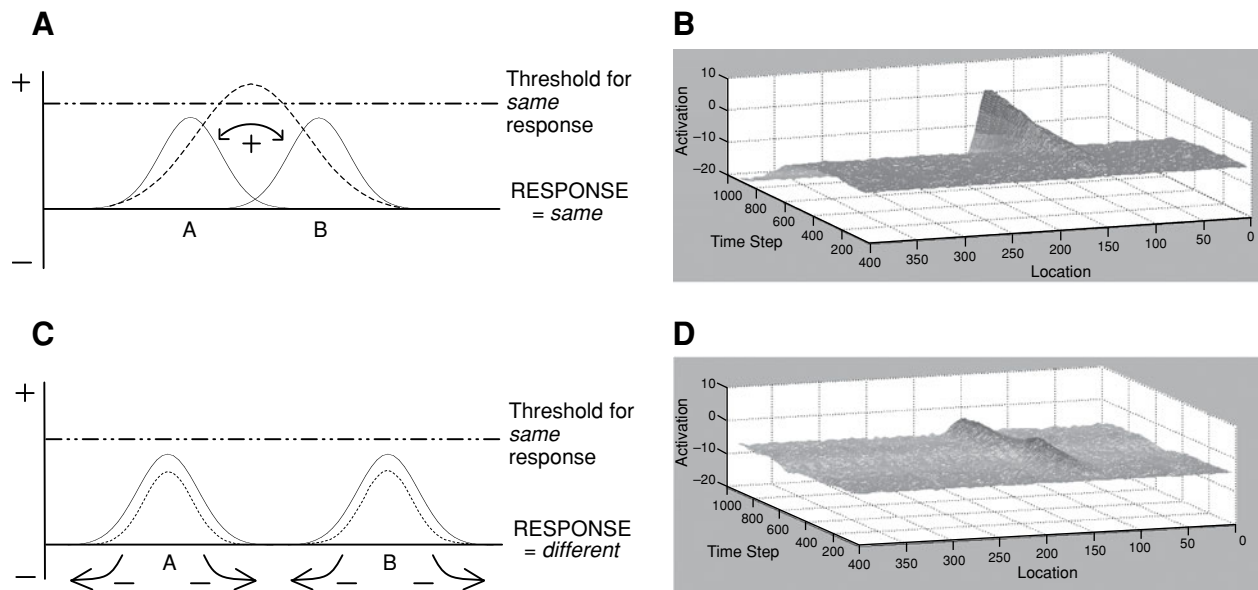 A
+
Threshold for
same
response
+
RESPONSE
= same
A B
–
B
10
0
–10
–20
Activation
1000
800
600
400
200
Time Step
400 350 300 250 200 150 100 50 0
Location
C
+
Threshold for
same
response
RESPONSE
= different
A B
– – – – –
D
10
0
–10
–20
Activation
1000
800
600
400
200
Time Step
400 350 300 250 200 150 100 50 0
Location